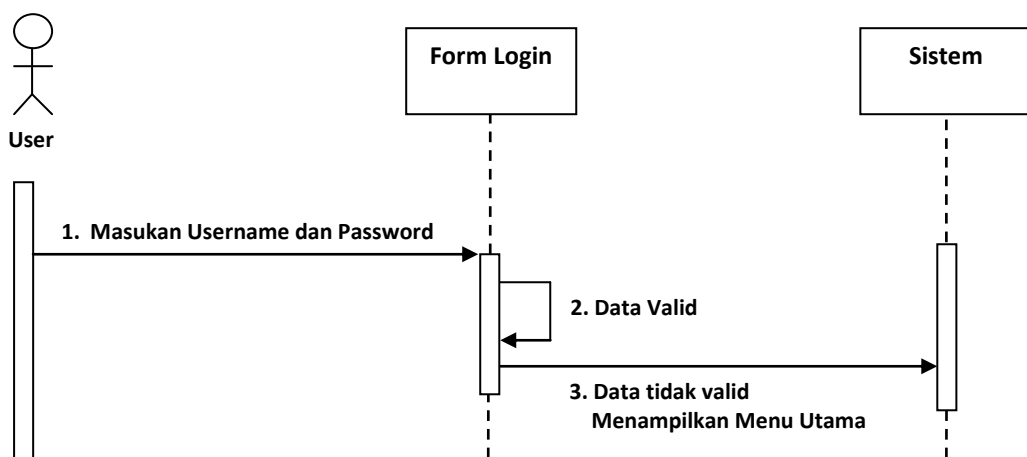 Form Login
Sistem
User
1. Masukan Username dan Password
2. Data Valid
3. Data tidak valid
Menampilkan Menu Utama